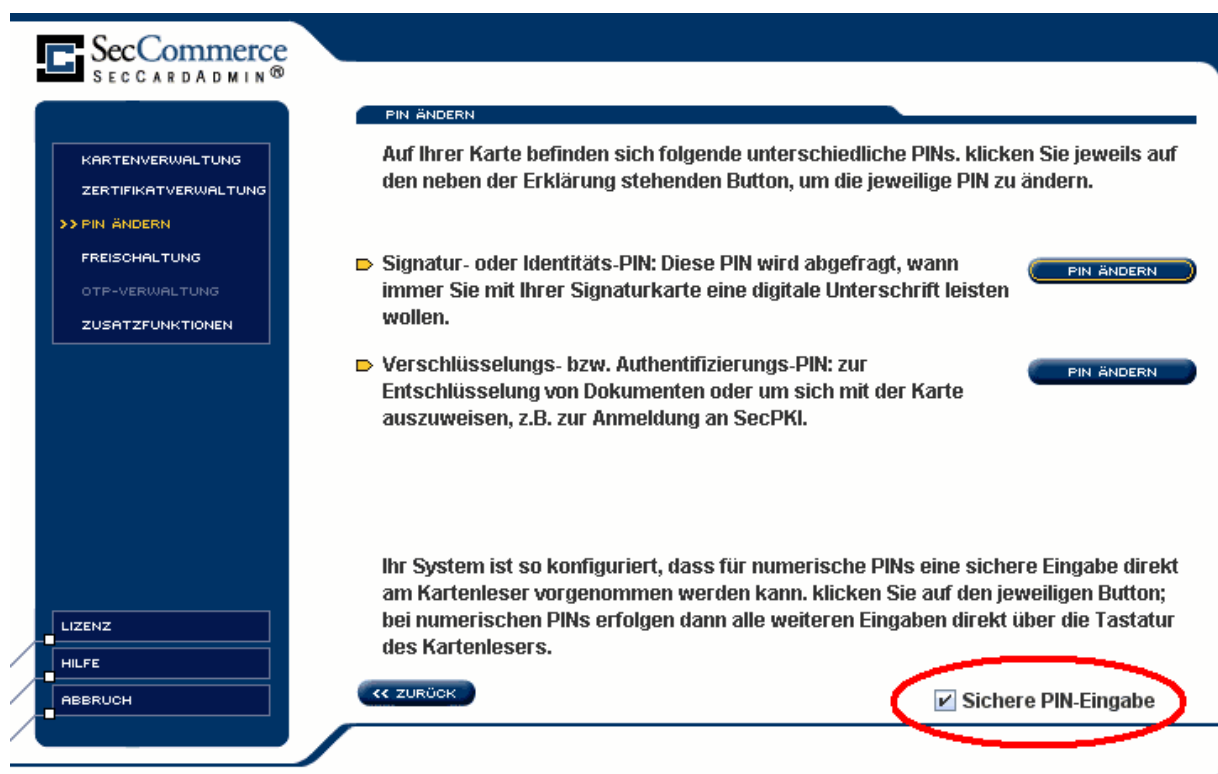 SecCommerce
SECCARDADMIN®
KARTENVERWALTUNG
ZERTIFIKATVERWALTUNG
>> PIN ÄNDERN
FREISCHALTUNG
OTP-VERWALTUNG
ZUSATZFUNKTIONEN
LIZENZ
HILFE
ABBRUCH
PIN ÄNDERN
Auf Ihrer Karte befinden sich folgende unterschiedliche PINs. klicken Sie jeweils auf
den neben der Erklärung stehenden Button, um die jeweilige PIN zu ändern.
Signatur- oder Identitäts-PIN: Diese PIN wird abgefragt, wann
immer Sie mit Ihrer Signaturkarte eine digitale Unterschrift leisten
wollen.
PIN ÄNDERN
Verschlüsselungs- bzw. Authentifizierungs-PIN: zur
Entschlüsselung von Dokumenten oder um sich mit der Karte
auszuweisen, z.B. zur Anmeldung an SecPKI.
PIN ÄNDERN
Ihr System ist so konfiguriert, dass für numerische PINs eine sichere Eingabe direkt
am Kartenleser vorgenommen werden kann. klicken Sie auf den jeweiligen Button;
bei numerischen PINs erfolgen dann alle weiteren Eingaben direkt über die Tastatur
des Kartenlesers.
<< ZURÜCK
Sichere PIN-Eingabe